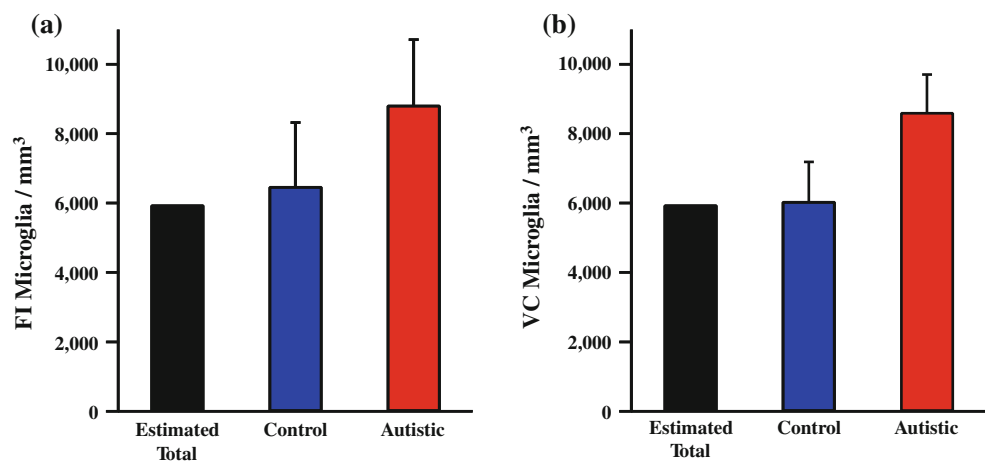 (a)
FI Microglia / mm³
10,000
8,000
6,000
4,000
2,000
0
Estimated
Total
Control
Autistic
(b)
VC Microglia / mm³
10,000
8,000
6,000
4,000
2,000
0
Estimated
Total
Control
Autistic